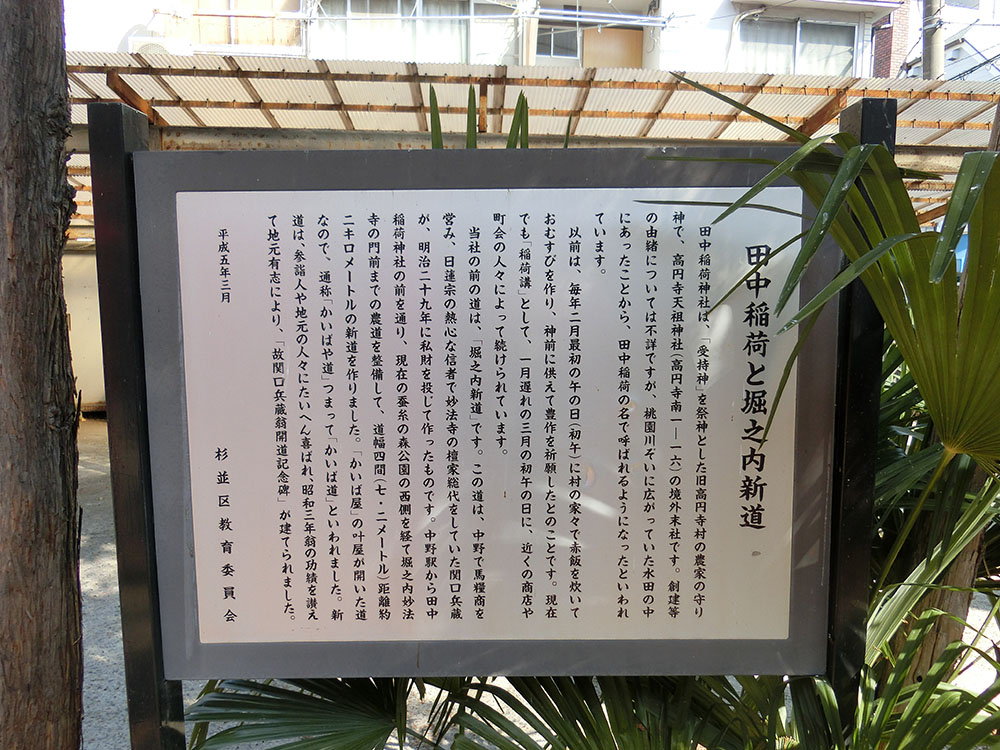 田中稲荷と堀之内新道
田中稲荷神社は、「受持神」を祭神とした旧高円寺村の農家の守り
神で、高円寺天祖神社(高円寺南一―一六)の境外末社です。創建等
の由緒については不詳ですが、桃園川ぞいに広がっていた水田の中
にあったことから、田中稲荷の名で呼ばれるようになったといわれ
ています。
以前は、毎年二月最初の午の日(初午)に村の家々で赤飯を炊いて
おむすびを作り、神前に供えて豊作を祈願したとのことです。現在
でも「稲荷講」として、一月遅れの三月の初午の日に、近くの商店や
町会の人々によって続けられています。
当社の前の道は、「堀之内新道」です。この道は、中野で馬糧商を
営み、日蓮宗の熱心な信者で妙法寺の檀家総代をしていた関口兵蔵
が、明治二十九年に私財を投じて作ったものです。中野駅から田中
稲荷神社の前を通り、現在の蚕糸の森公園の西側を経て堀之内妙法
寺の門前までの農道を整備して、道幅四間(七・二メートル)距離約
二キロメートルの新道を作りました。「かいば屋」の叶屋が開いた道
なので、通称「かいばや道」つまって「かいば道」といわれました。新
道は、参詣人や地元の人々にたいへん喜ばれ、昭和三年翁の功績を讃え
て地元有志により、「故関口兵蔵翁開道記念碑」が建てられました。
平成五年三月
杉並区教育委員会